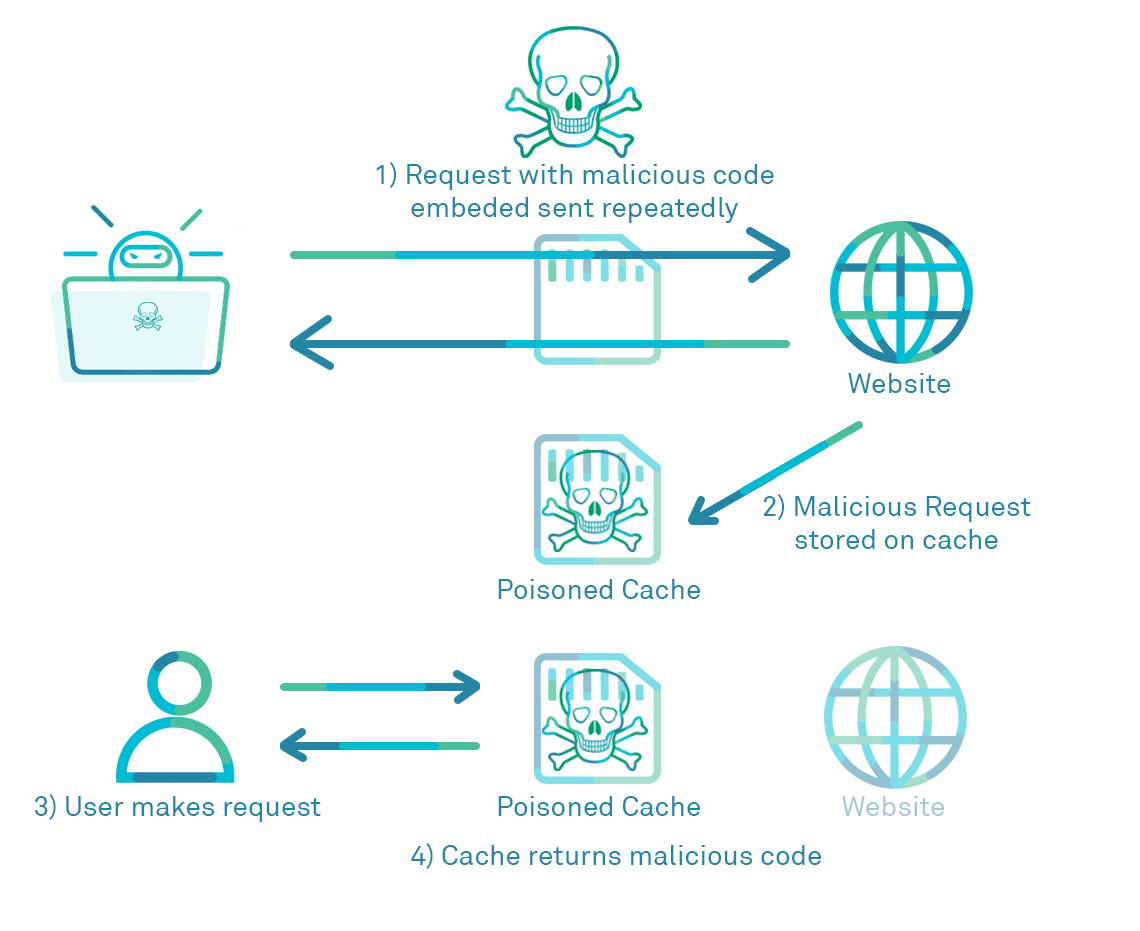 1) Request with malicious code
embeded sent repeatedly
Website
2) Malicious Request
stored on cache
Poisoned Cache
3) User makes request
Poisoned Cache
Website
4) Cache returns malicious code